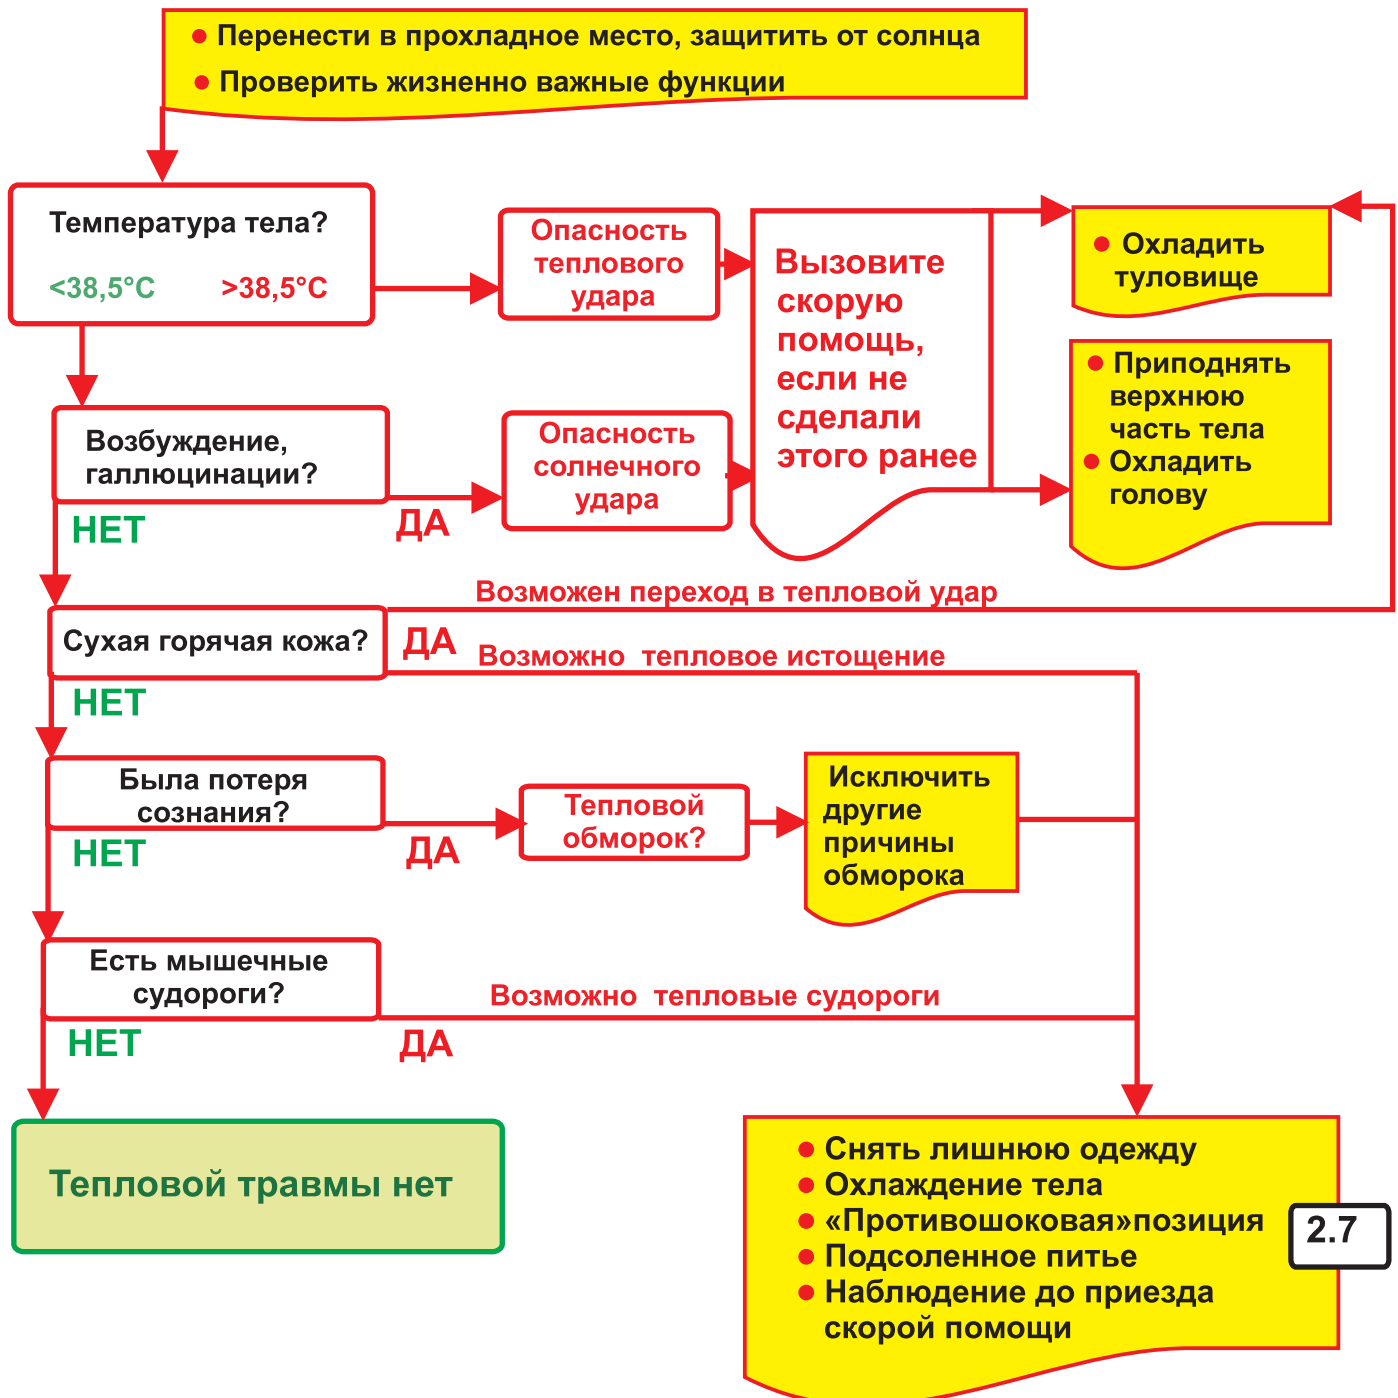 Перенести в прохладное место, защитить от солнца
Проверить жизненно важные функции
Температура тела?
<38,5°C >38,5°C
Опасность
теплового
удара
Вызовите
скорую
помощь,
если не
сделали
этого ранее
Охладить
туловище
Приподнять
верхнюю
часть тела
Охладить
голову
Возбуждение,
галлюцинации?
НЕТ
ДА
Опасность
солнечного
удара
Возможен переход в тепловой удар
Сухая горячая кожа?
ДА
Возможно тепловое истощение
НЕТ
Была потеря
сознания?
НЕТ
ДА
Тепловой
обморок?
Исключить
другие
причины
обморока
Есть мышечные
судороги?
Возможно тепловые судороги
НЕТ
ДА
Тепловой травмы нет
Снять лишнюю одежду
Охлаждение тела
«Противошоковая»позиция
Подсоленное питье
Наблюдение до приезда
скорой помощи
2.7